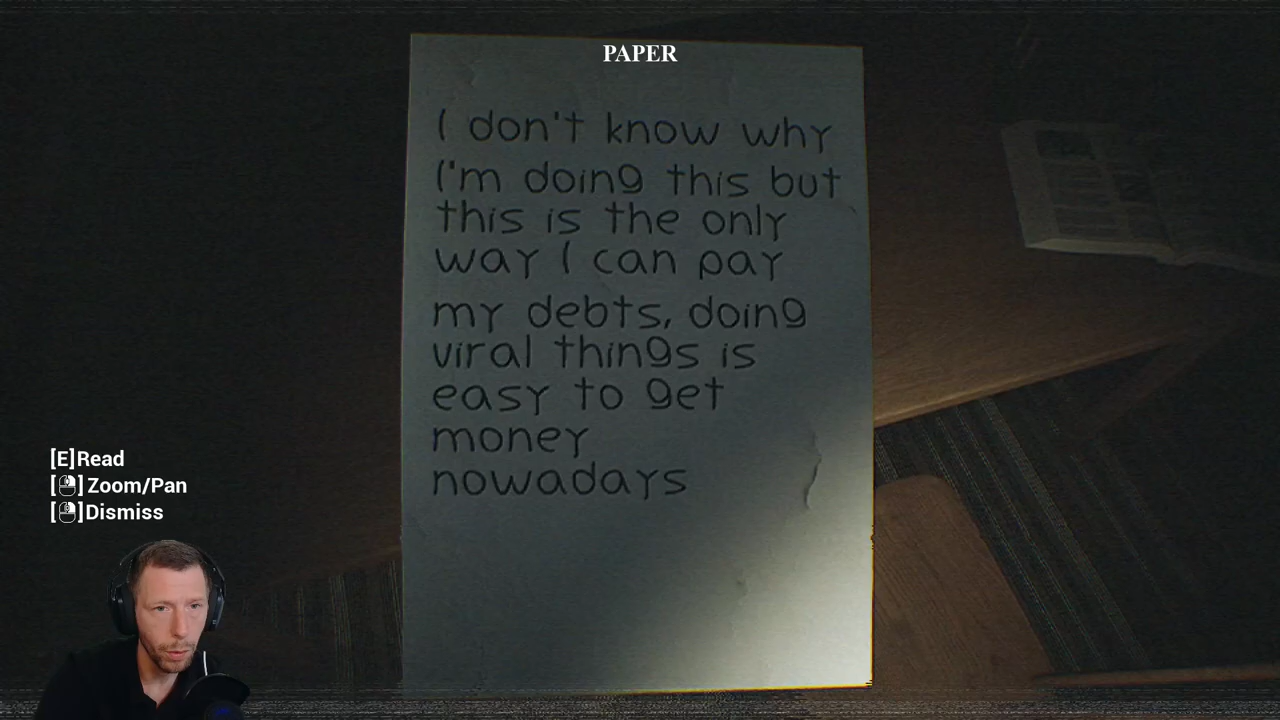 PAPER
I don't know why
I'm doing this but
this is the only
way I can pay
my debts, doing
viral things is
easy to get
money
nowadays
[E]Read
[] Zoom/Pan
[]Dismiss